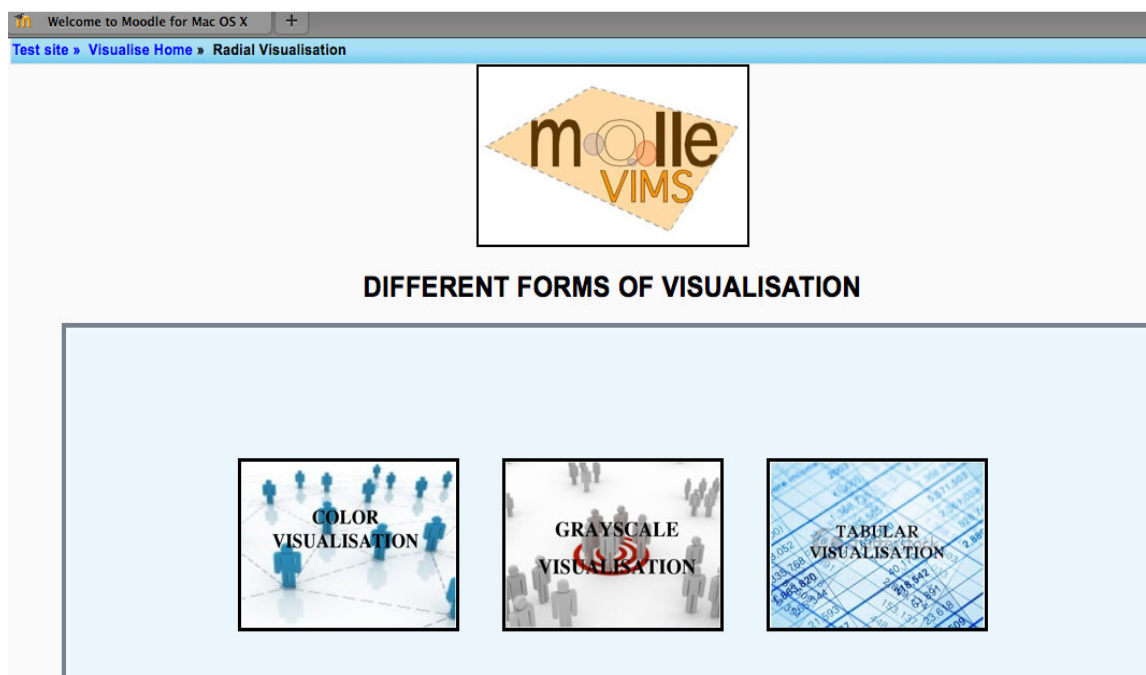 Welcome to Moodle for Mac OS X +
Test site » Visualise Home » Radial Visualisation
moolle
VIMS
DIFFERENT FORMS OF VISUALISATION
COLOR
VISUALISATION
GRAYSCALE
VISUALISATION
TABULAR
VISUALISATION